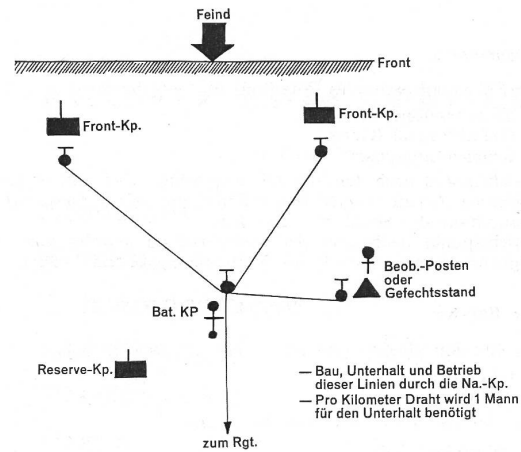 Feind
Front
Front-Kp.
Front-Kp.
Beob.-Posten
oder
Gefechtsstand
Bat. KP
Reserve-Kp.
— Bau, Unterhalt und Betrieb
dieser Linien durch die Na.-Kp.
— Pro Kilometer Draht wird 1 Mann
für den Unterhalt benötigt
zum Rgt.